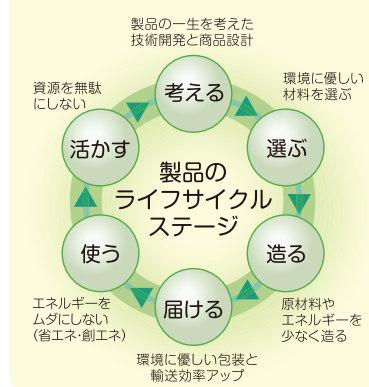 製品の一生を考えた
技術開発と商品設計
考える
環境に優しい
材料を選ぶ
選ぶ
資源を無駄
にしない
活かす
製品の
ライフサイクル
ステージ
使う
造る
届ける
エネルギーを
ムダにしない
（省エネ・創エネ）
原材料や
エネルギーを
少なく造る
環境に優しい包装と
輸送効率アップ